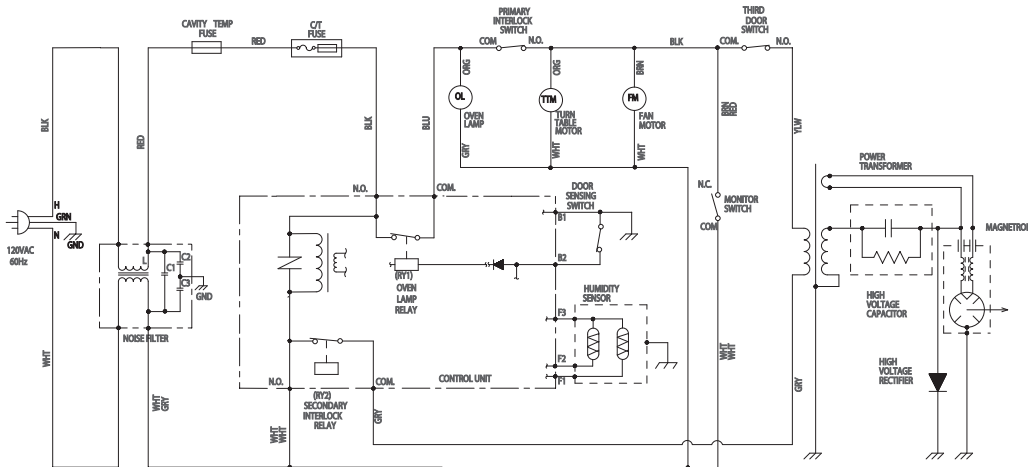 CAVITY TEMP
FUSE
C/T
FUSE
PRIMARY
INTERLOCK
SWITCH
THIRD
DOOR
SWITCH
RED
COM
N.O.
BLK
COM.
N.O.
BLK
RED
BLK
BLU
ORG
ORG
BRN
BRN
RED
YLW
OL
OVEN
LAMP
TTM
TURN
TABLE
MOTOR
FM
FAN
MOTOR
GRY
WHT
WHT
POWER
TRANSFORMER
H
GRN
GND
N
120VAC
60Hz
N.O.
COM.
DOOR
SENSING
SWITCH
N.C.
MONITOR
SWITCH
COM
B1
B2
MAGNETRON
L
C1
C2
C3
GND
NOISE FILTER
(RY1)
OVEN
LAMP
RELAY
HUMIDITY
SENSOR
F3
F2
F1
HIGH
VOLTAGE
CAPACITOR
HIGH
VOLTAGE
RECTIFIER
WHT
WHT
GRY
N.O.
COM.
CONTROL UNIT
(RY2)
SECONDARY
INTERLOCK
RELAY
WHT
WHT
GRY
WHT
WHT
GRY